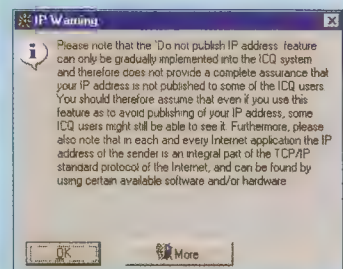 IP Warning
Please note that the 'Do not publish IP address' feature
can only be gradually implemented into the ICQ system
and therefore does not provide a complete assurance that
your IP address is not published to some of the ICQ users
You should therefore assume that even if you use this
feature as to avoid publishing of your IP address, some
ICQ users might still be able to see it. Furthermore, please
also note that in each and every Internet application the IP
address of the sender is an integral part of the TCP/IP
standard protocol of the Internet, and can be found by
using certain available software and/or hardware
OK
More